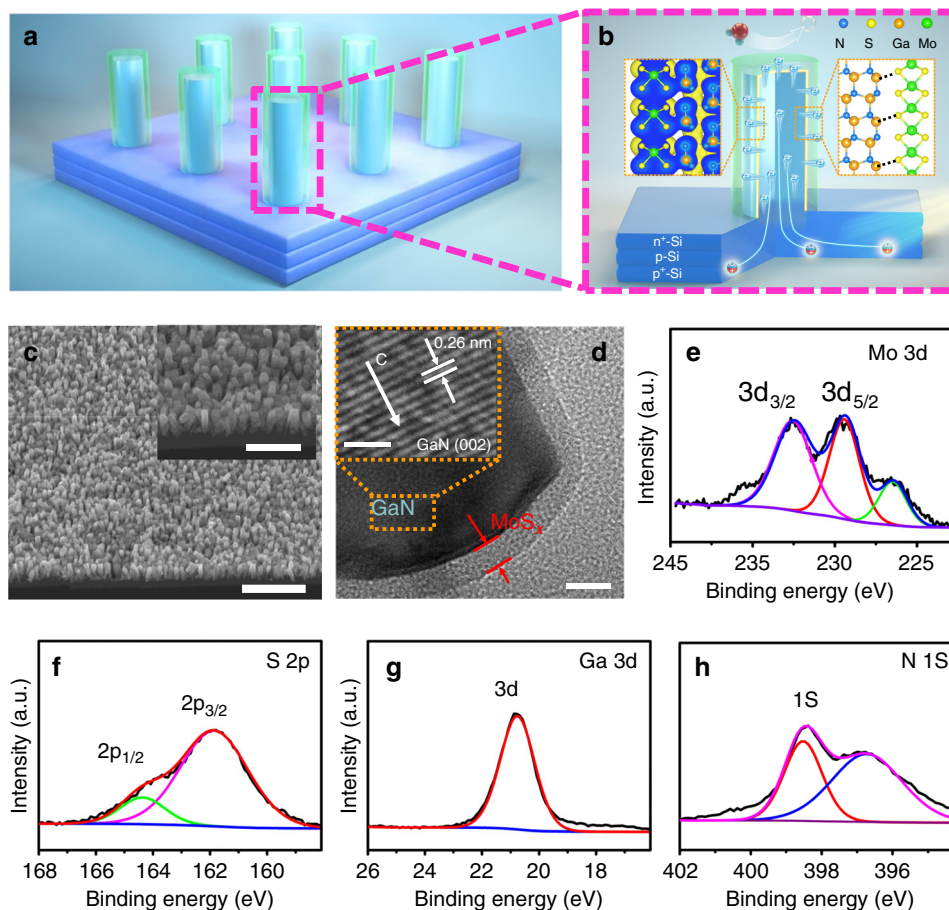 a
b
N S Ga Mo
n⁺-Si
p-Si
p⁺-Si
c
d
0.26 nm
C
GaN (002)
GaN
MoSₓ
e
Mo 3d
3d₃/₂ 3d₅/₂
Intensity (a.u.)
245 240 235 230 225
Binding energy (eV)
f
S 2p
2p₃/₂
2p₁/₂
Intensity (a.u.)
168 166 164 162 160
Binding energy (eV)
g
Ga 3d
3d
Intensity (a.u.)
26 24 22 20 18
Binding energy (eV)
h
N 1S
1S
Intensity (a.u.)
402 400 398 396
Binding energy (eV)